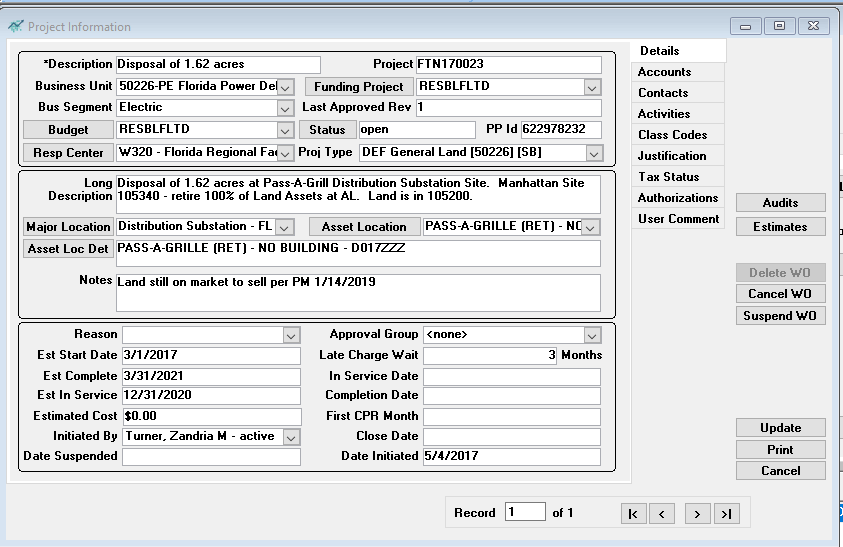 Project Information
*Description Disposal of 1.62 acres Project FTN170023
Business Unit 50226-PE Florida Power Del Funding Project RESBLFLTD
Bus Segment Electric Last Approved Rev 1
Budget RESBLFLTD Status open PP Id 622978232
Resp Center W320 - Florida Regional Fac Proj Type DEF General Land [50226] [SB]
Long Description Disposal of 1.62 acres at Pass-A-Grill Distribution Substation Site. Manhattan Site
105340 - retire 100% of Land Assets at AL. Land is in 105200.
Major Location Distribution Substation - FL Asset Location PASS-A-GRILLE (RET) - NO
Asset Loc Det PASS-A-GRILLE (RET) - NO BUILDING - D017ZZZ
Notes Land still on market to sell per PM 1/14/2019
Reason Approval Group <none>
Est Start Date 3/1/2017 Late Charge Wait 3 Months
Est Complete 3/31/2021 In Service Date
Est In Service 12/31/2020 Completion Date
Estimated Cost $0.00 First CPR Month
Initiated By Turner, Zandria M - active Close Date
Date Suspended Date Initiated 5/4/2017
Details
Accounts
Contacts
Activities
Class Codes
Justification
Tax Status
Authorizations
User Comment
Audits
Estimates
Delete WO
Cancel WO
Suspend WO
Update
Print
Cancel
Record 1 of 1